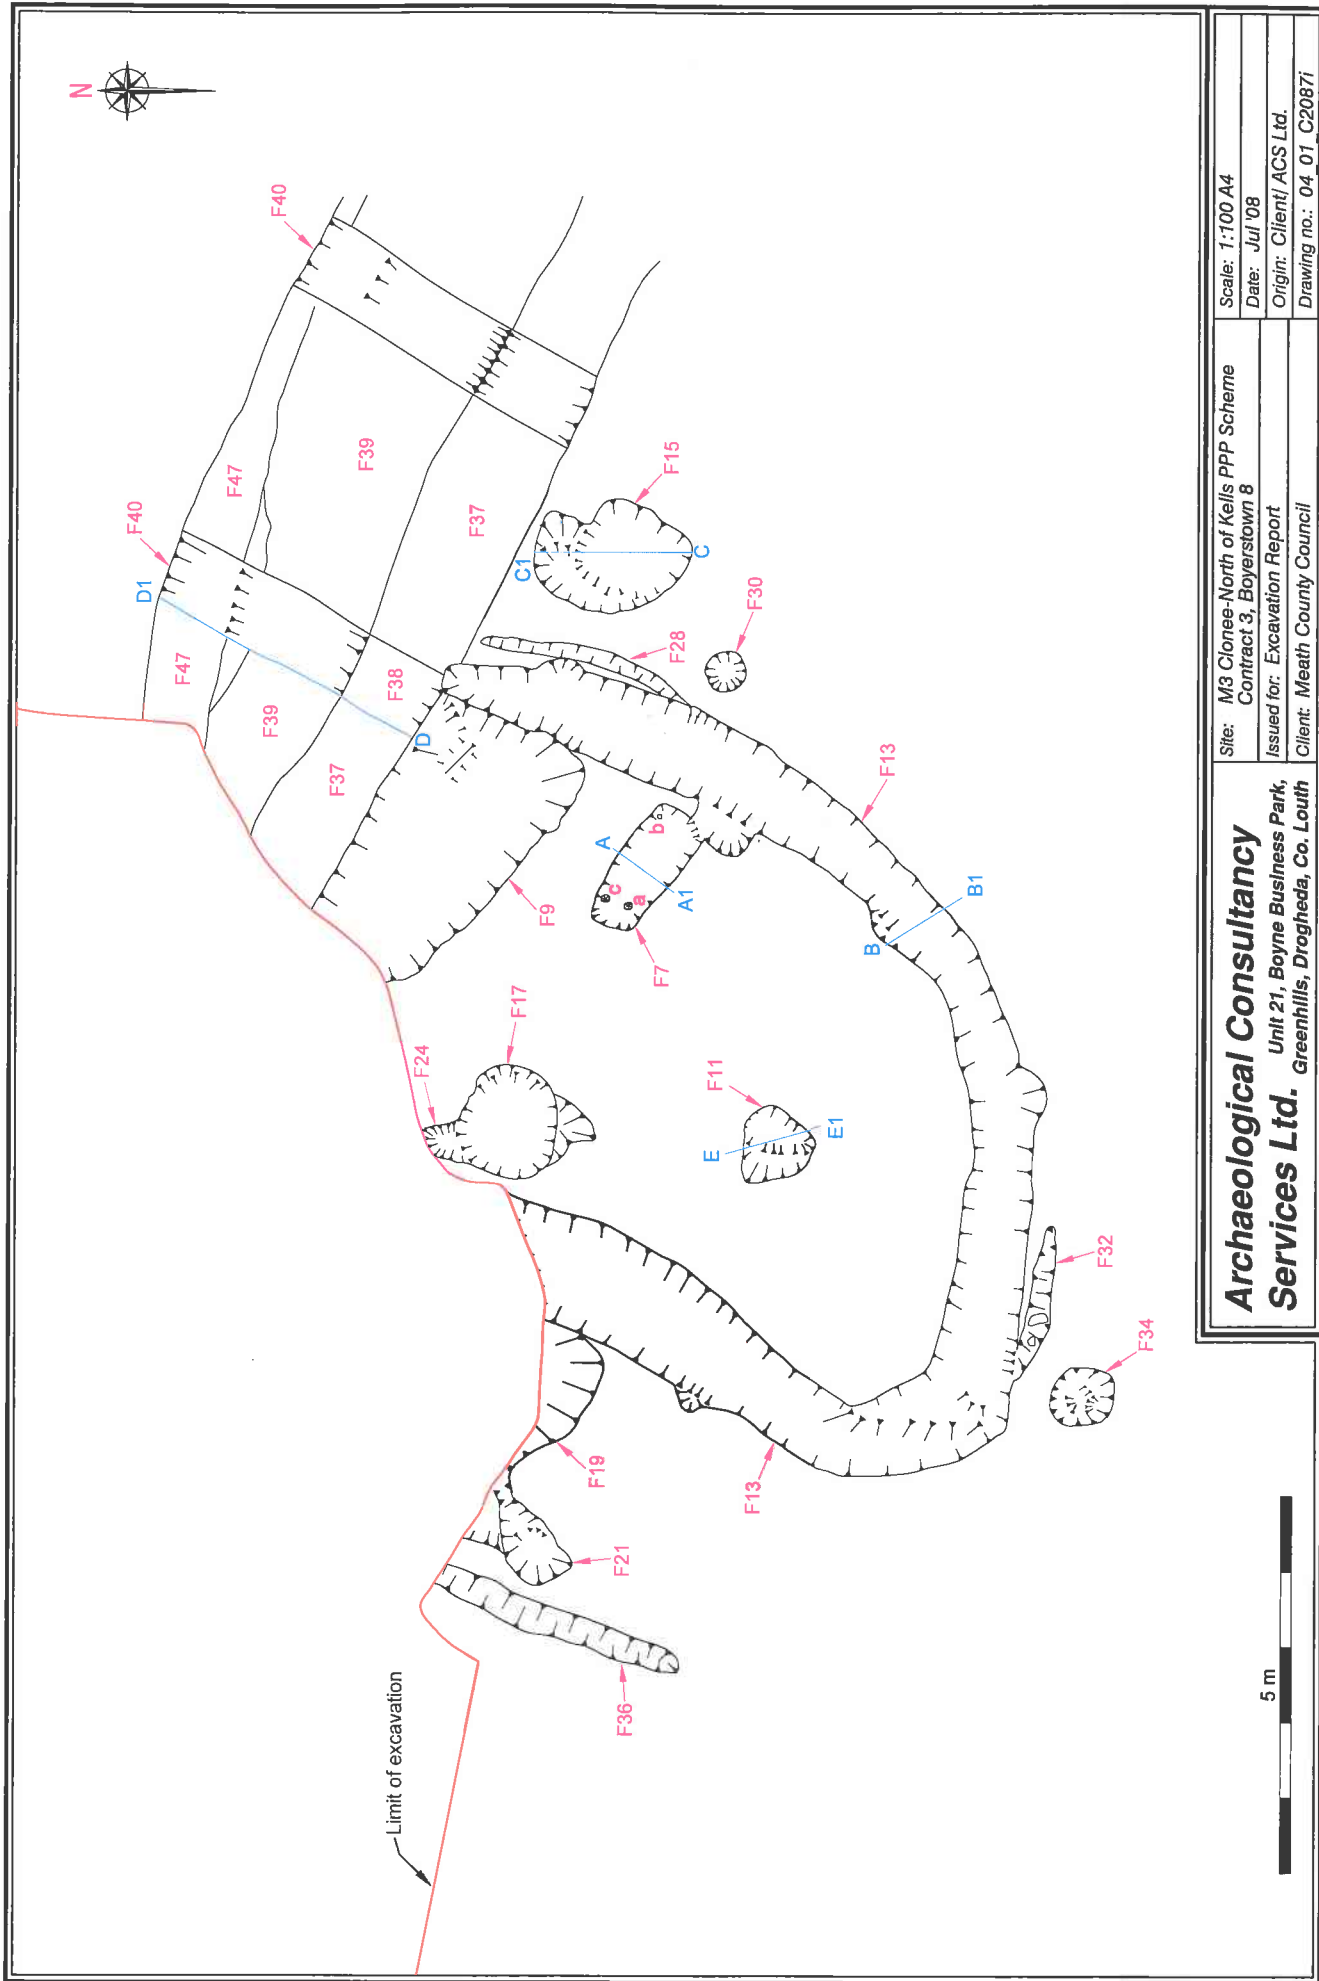 N
Limit of excavation
F36
F21
F19
F13
F24
F17
F9
F7
c
a
b
A
A1
F11
E
E1
B
B1
F13
F32
F34
F28
F30
F15
C1
C
D1
D
F40
F40
F47
F47
F39
F39
F38
F37
F37
5 m
Archaeological Consultancy
Services Ltd.
Unit 21, Boyne Business Park,
Greenhills, Drogheda, Co. Louth
Site: M3 Clonee-North of Kells PPP Scheme
Contract 3, Boyerstown 8
Issued for: Excavation Report
Client: Meath County Council
Scale: 1:100 A4
Date: Jul '08
Origin: Client/ ACS Ltd.
Drawing no.: 04_01_C2087i